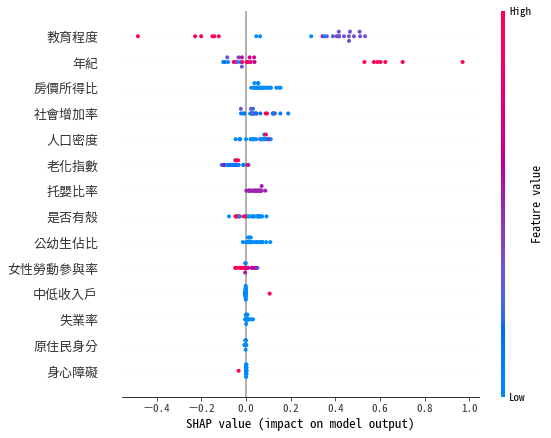 High
教育程度
年紀
房價所得比
社會增加率
人口密度
老化指數
托嬰比率
是否有殼
公幼生佔比
女性勞動參與率
中低收入戶
失業率
原住民身分
身心障礙
Feature value
Low
−0.4 −0.2 0.0 0.2 0.4 0.6 0.8 1.0
SHAP value (impact on model output)